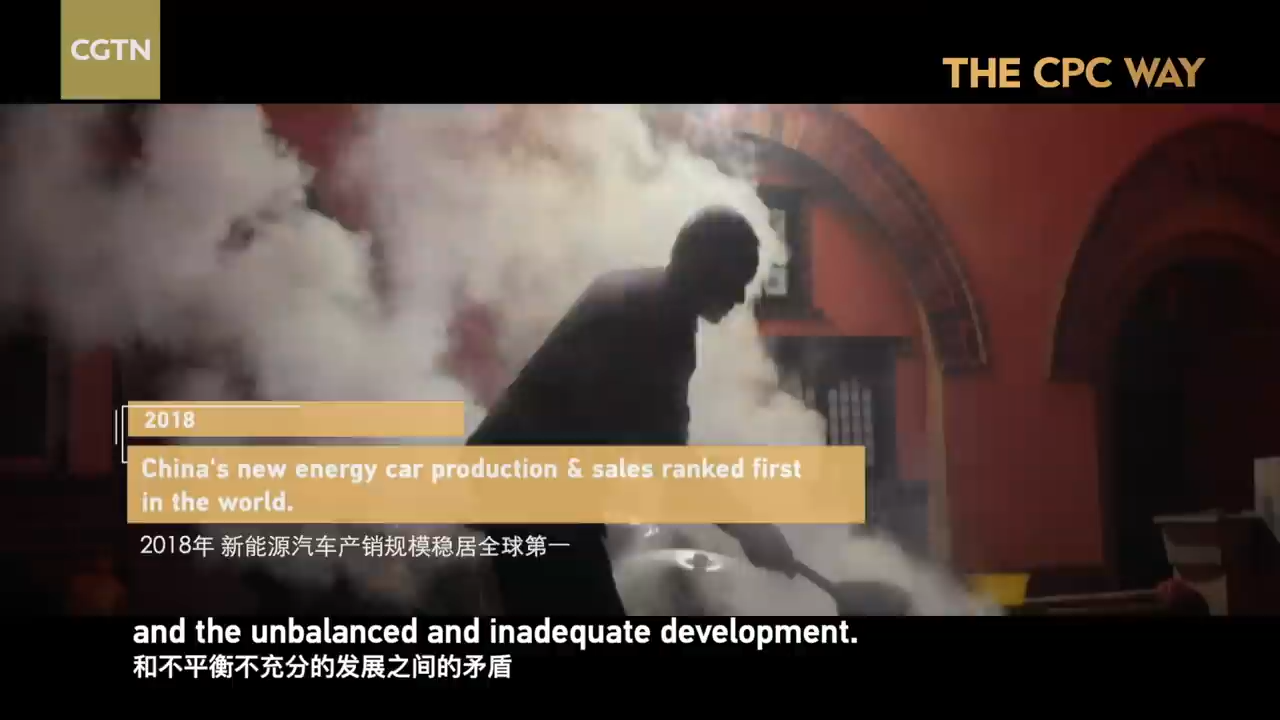 CGTN
THE CPC WAY
2018
China's new energy car production & sales ranked first
in the world.
2018年 新能源汽车产销规模稳居全球第一
and the unbalanced and inadequate development.
和不平衡不充分的发展之间的矛盾